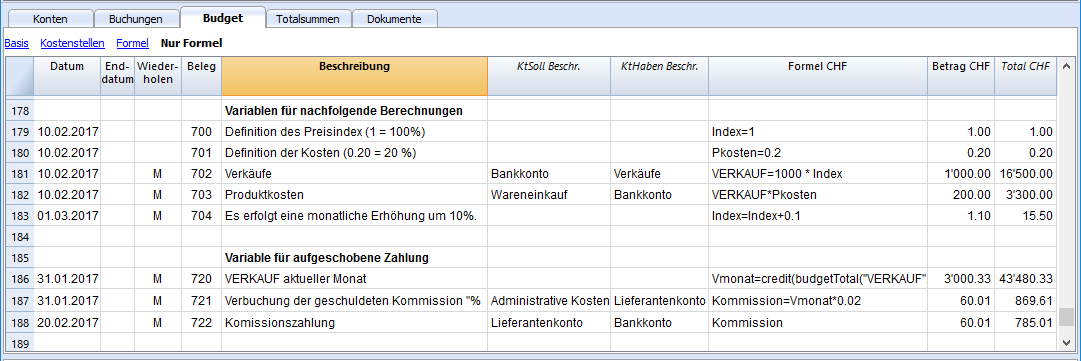 Konten Buchungen Budget Totalsummen Dokumente
Basis Kostenstellen Formel Nur Formel
Datum End-datum Wieder-holen Beleg Beschreibung KtSoll Beschr. KtHaben Beschr. Formel CHF Betrag CHF Total CHF
178 Variablen für nachfolgende Berechnungen
179 10.02.2017 700 Definition des Preisindex (1 = 100%) Index=1 1.00 1.00
180 10.02.2017 701 Definition der Kosten (0.20 = 20 %) Pkosten=0.2 0.20 0.20
181 10.02.2017 M 702 Verkäufe Bankkonto Verkäufe VERKAUF=1000 * Index 1'000.00 16'500.00
182 10.02.2017 M 703 Produktkosten Wareneinkauf Bankkonto VERKAUF*Pkosten 200.00 3'300.00
183 01.03.2017 M 704 Es erfolgt eine monatliche Erhöhung um 10%. Index=Index+0.1 1.10 15.50
184
185 Variable für aufgeschobene Zahlung
186 31.01.2017 M 720 VERKAUF aktueller Monat Vmonat=credit(budgetTotal("VERKAUF", 3'000.33 43'480.33
187 31.01.2017 M 721 Verbuchung der geschuldeten Kommission "% Administrative Kosten Lieferantenkonto Kommission=Vmonat*0.02 60.01 869.61
188 20.02.2017 M 722 Komissionszahlung Lieferantenkonto Bankkonto Kommission 60.01 785.01
189